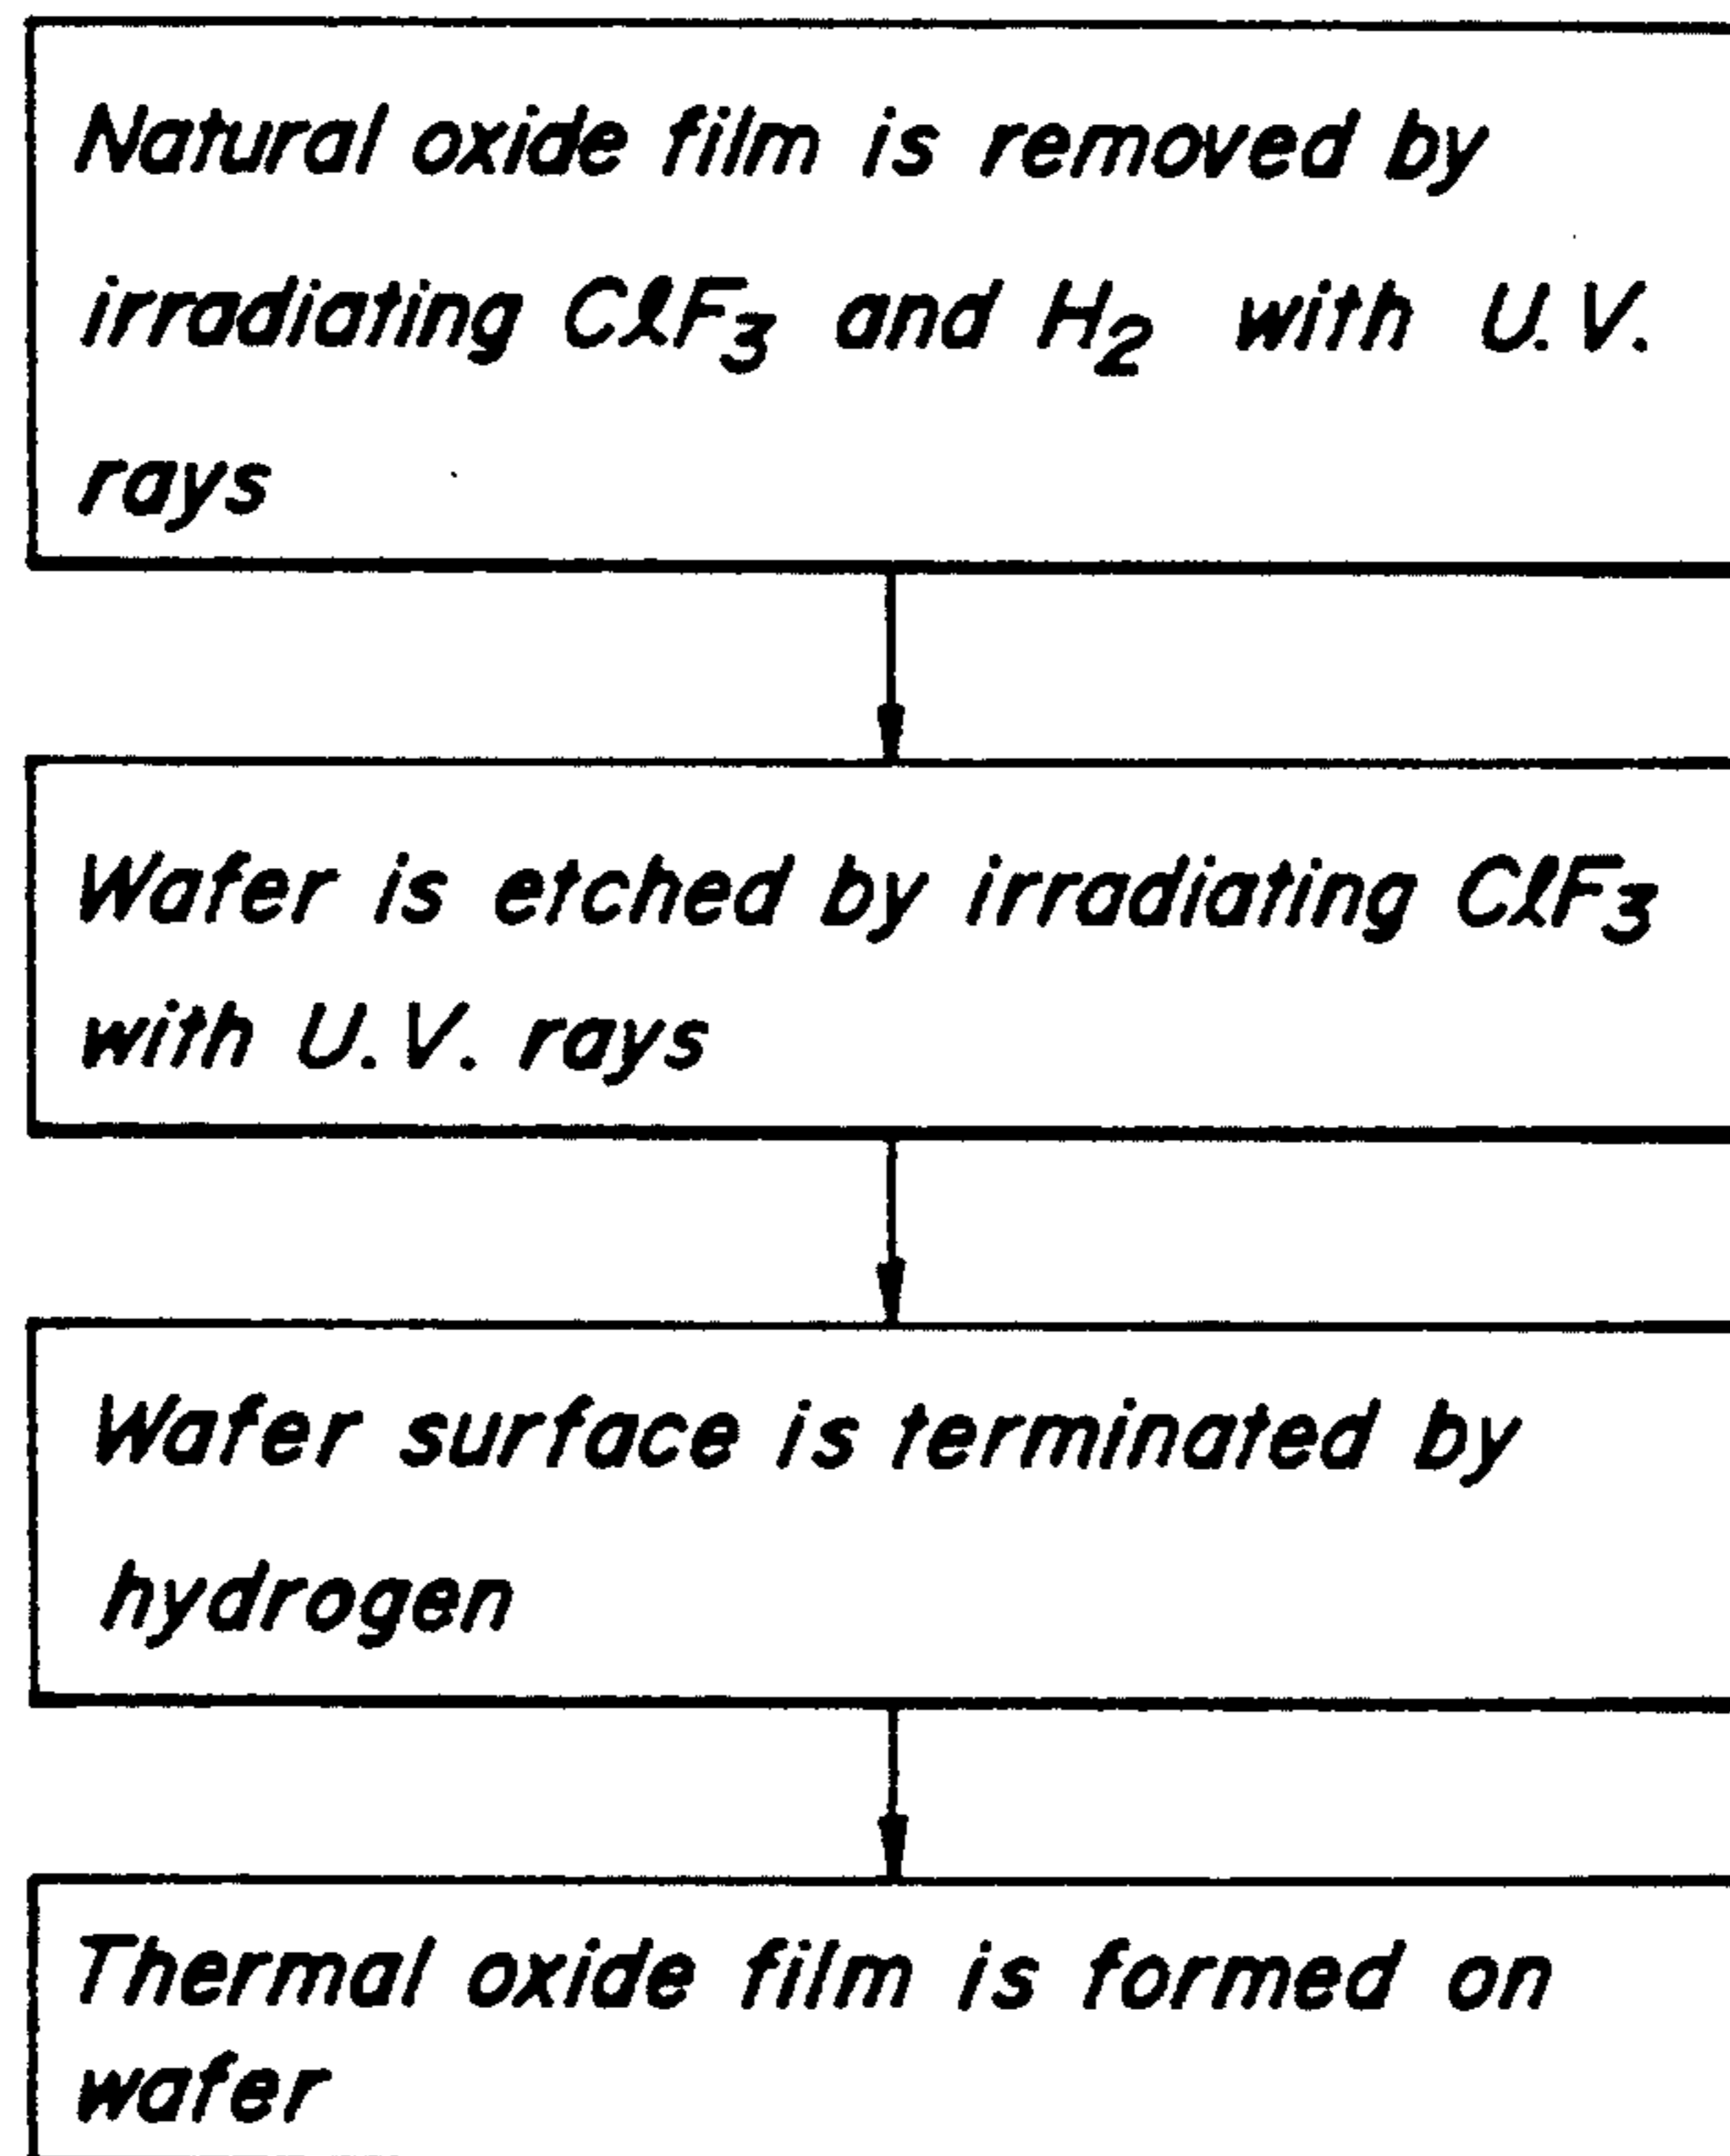 Natural oxide film is removed by
irradiating ClF₃ and H₂ with U.V.
rays
Wafer is etched by irradiating ClF₃
with U.V. rays
Wafer surface is terminated by
hydrogen
Thermal oxide film is formed on
wafer